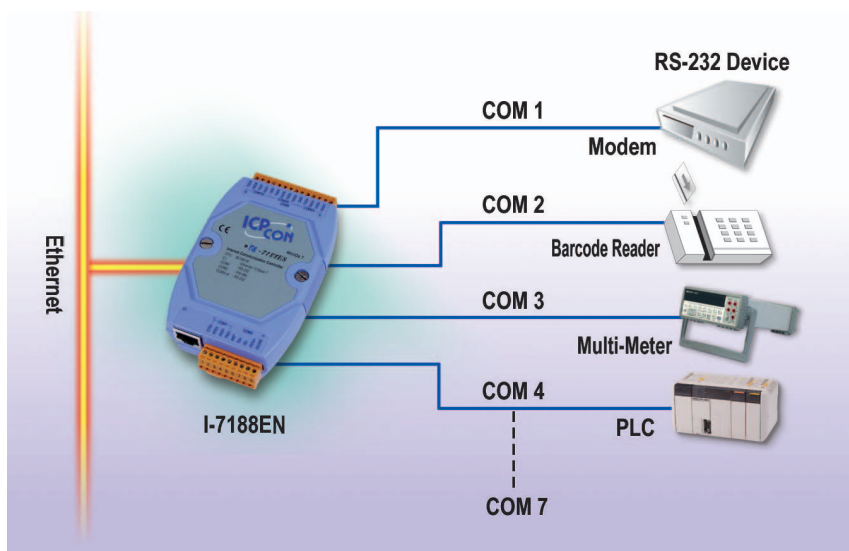 RS-232 Device
COM 1
Modem
COM 2
Barcode Reader
Ethernet
ICP
CON
COM 3
Multi-Meter
COM 4
PLC
I-7188EN
COM 7